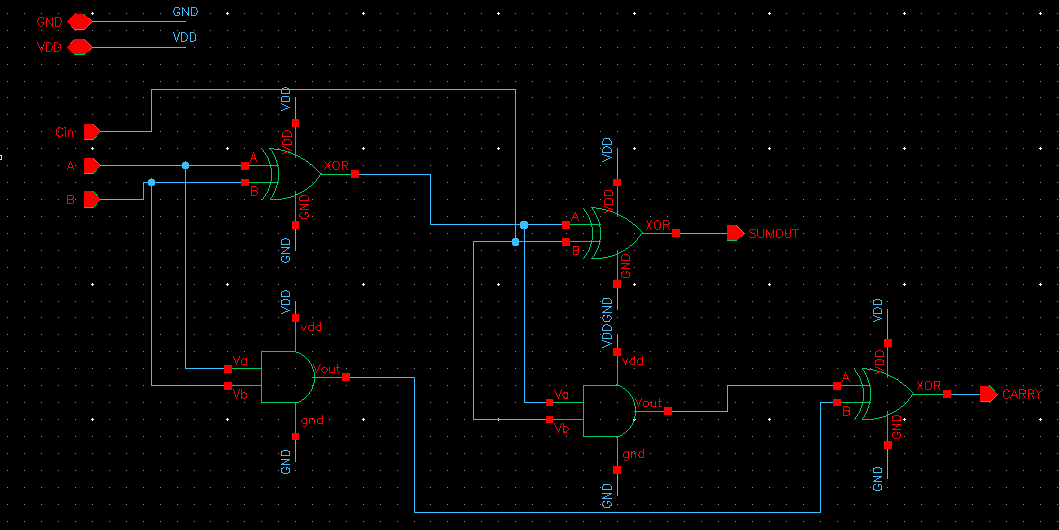 GND GND
VDD VDD
Cin
A
B
VDD
VDD
A
B
XOR
GND
GND
VDD
VDD
A
B
XOR
GND
GND
SUMOUT
VDD
vdd
Va
Vb
Vout
gnd
GND
VDD
vdd
Va
Vb
Vout
gnd
GND
VDD
VDD
A
B
XOR
GND
GND
CARRY